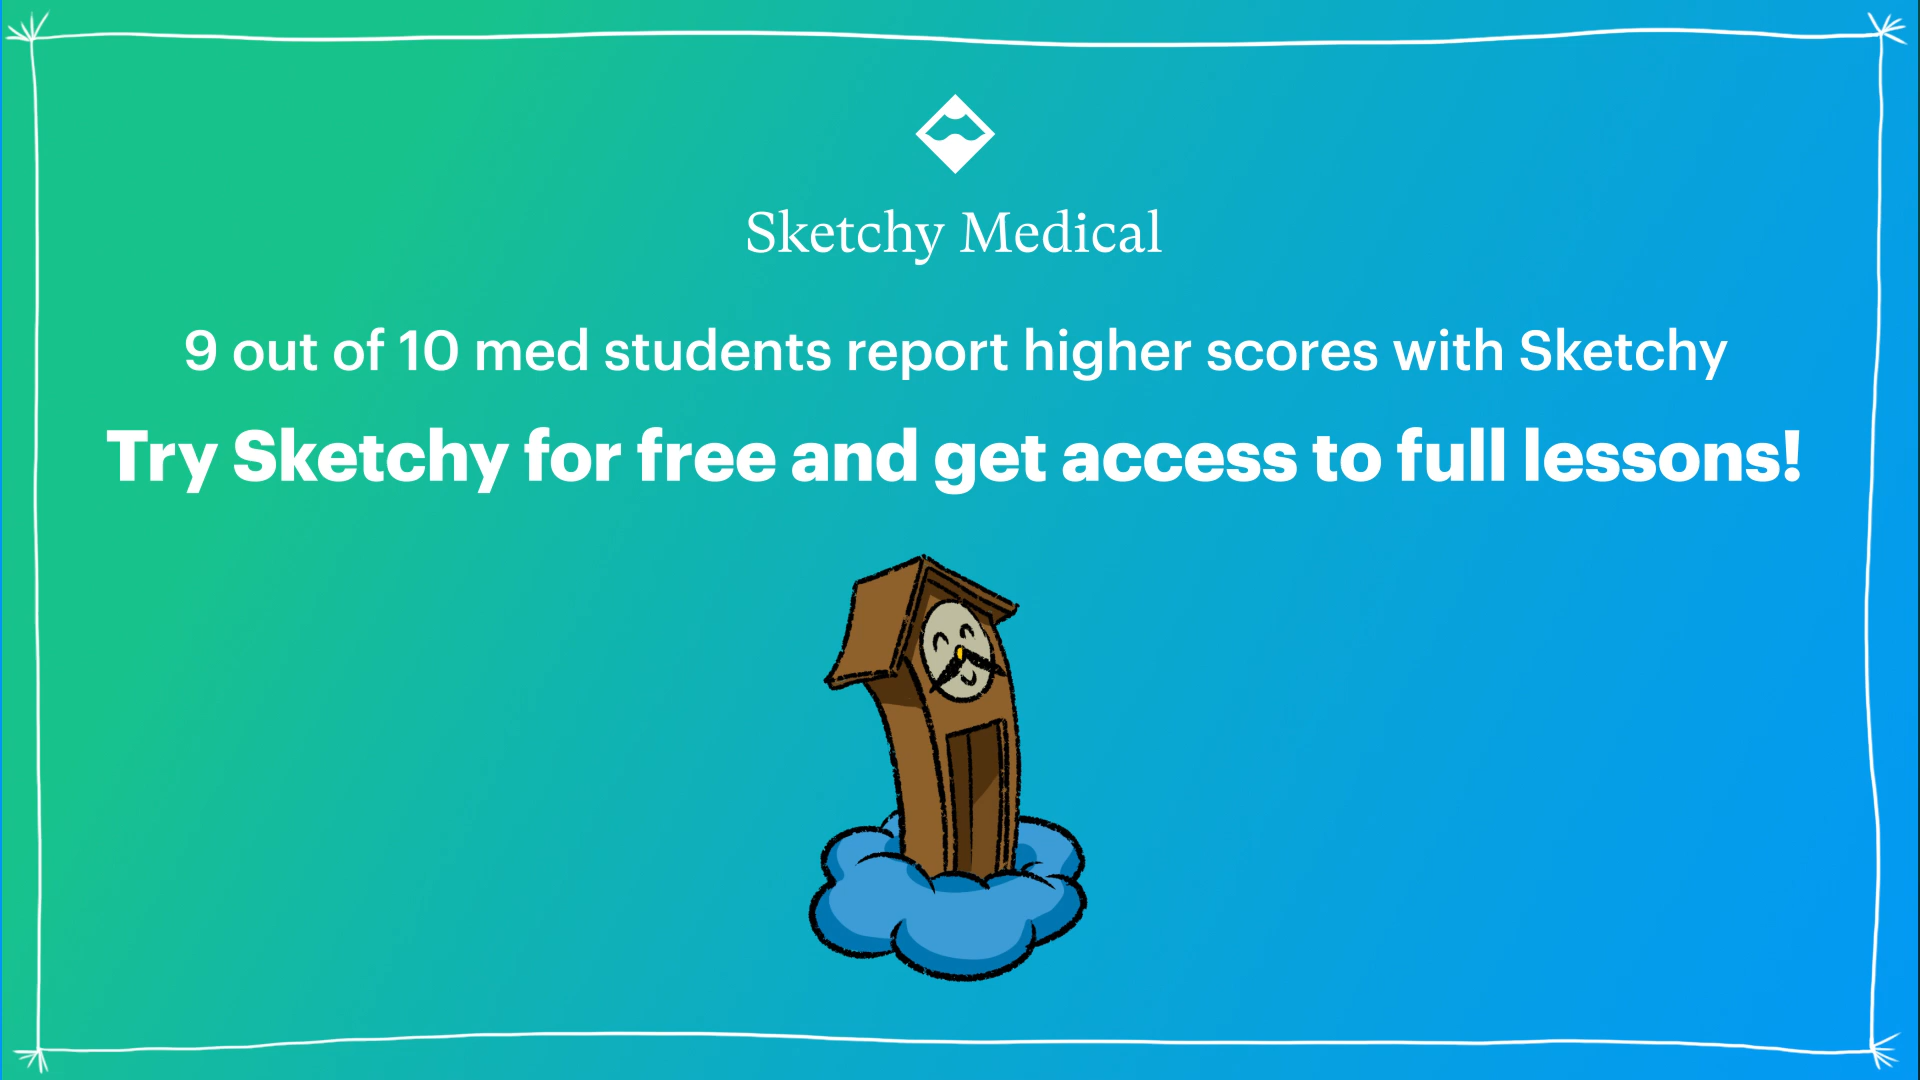 Sketchy Medical
9 out of 10 med students report higher scores with Sketchy
Try Sketchy for free and get access to full lessons!